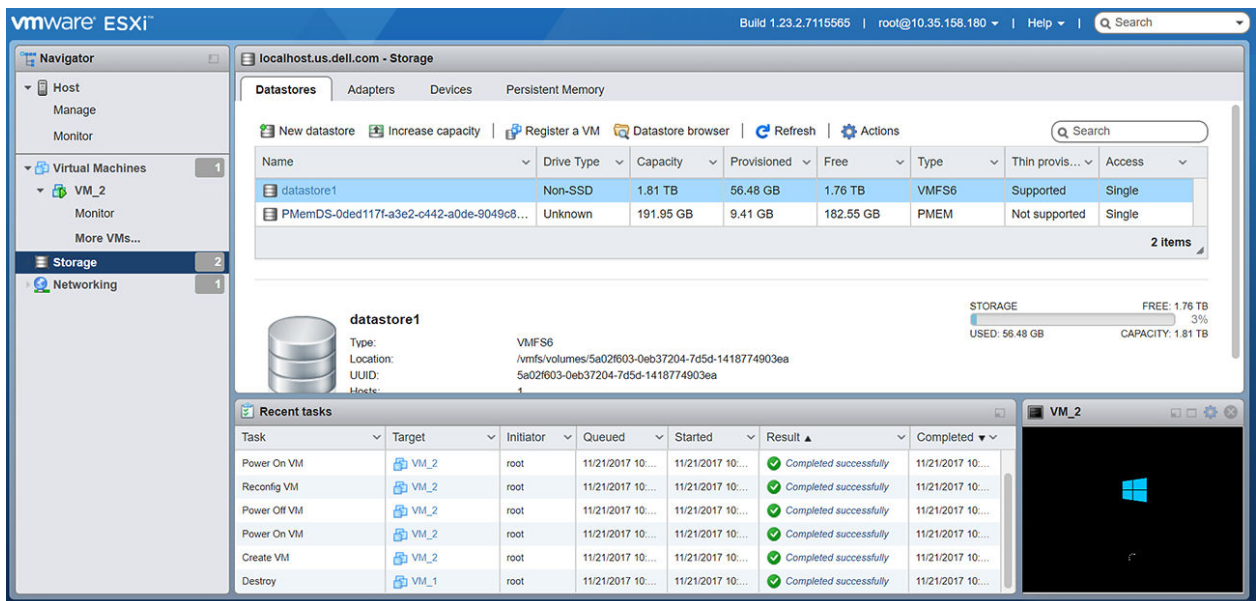 vmware ESXi™
Build 1.23.2.7115565 | root@10.35.158.180 | Help | Search
Navigator
Host
Manage
Monitor
Virtual Machines 1
VM_2
Monitor
More VMs...
Storage 2
Networking 1
localhost.us.dell.com - Storage
Datastores Adapters Devices Persistent Memory
New datastore Increase capacity | Register a VM Datastore browser | Refresh | Actions Search
Name Drive Type Capacity Provisioned Free Type Thin provis... Access
datastore1 Non-SSD 1.81 TB 56.48 GB 1.76 TB VMFS6 Supported Single
PMemDS-0ded117f-a3e2-c442-a0de-9049c8... Unknown 191.95 GB 9.41 GB 182.55 GB PMEM Not supported Single
2 items
datastore1
Type: VMFS6
Location: /vmfs/volumes/5a02f603-0eb37204-7d5d-1418774903ea
UUID: 5a02f603-0eb37204-7d5d-1418774903ea
Hosts: 1
STORAGE FREE: 1.76 TB
3%
USED: 56.48 GB CAPACITY: 1.81 TB
Recent tasks
Task Target Initiator Queued Started Result Completed
Power On VM VM_2 root 11/21/2017 10:... 11/21/2017 10:... Completed successfully 11/21/2017 10:...
Reconfig VM VM_2 root 11/21/2017 10:... 11/21/2017 10:... Completed successfully 11/21/2017 10:...
Power Off VM VM_2 root 11/21/2017 10:... 11/21/2017 10:... Completed successfully 11/21/2017 10:...
Power On VM VM_2 root 11/21/2017 10:... 11/21/2017 10:... Completed successfully 11/21/2017 10:...
Create VM VM_2 root 11/21/2017 10:... 11/21/2017 10:... Completed successfully 11/21/2017 10:...
Destroy VM_1 root 11/21/2017 10:... 11/21/2017 10:... Completed successfully 11/21/2017 10:...
VM_2